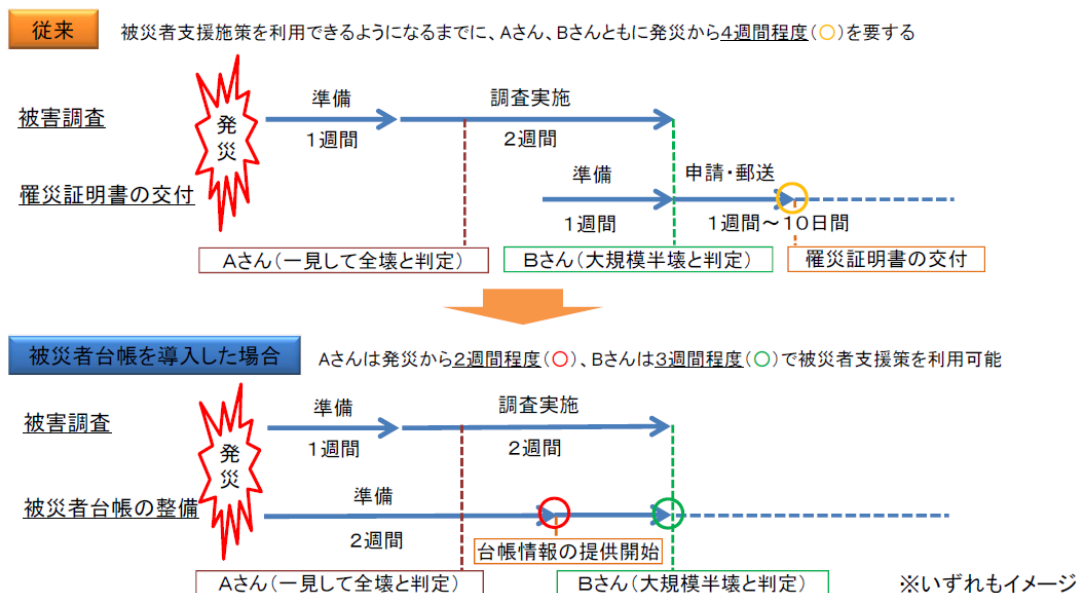 従来
被災者支援施策を利用できるようになるまでに、Aさん、Bさんともに発災から4週間程度(○)を要する
被害調査
発災
準備
1週間
調査実施
2週間
罹災証明書の交付
準備
1週間
申請・郵送
1週間～10日間
Aさん(一見して全壊と判定)
Bさん(大規模半壊と判定)
罹災証明書の交付
被災者台帳を導入した場合
Aさんは発災から2週間程度(○)、Bさんは3週間程度(○)で被災者支援策を利用可能
被害調査
発災
準備
1週間
調査実施
2週間
被災者台帳の整備
準備
2週間
台帳情報の提供開始
Aさん(一見して全壊と判定)
Bさん(大規模半壊と判定)
※いずれもイメージ